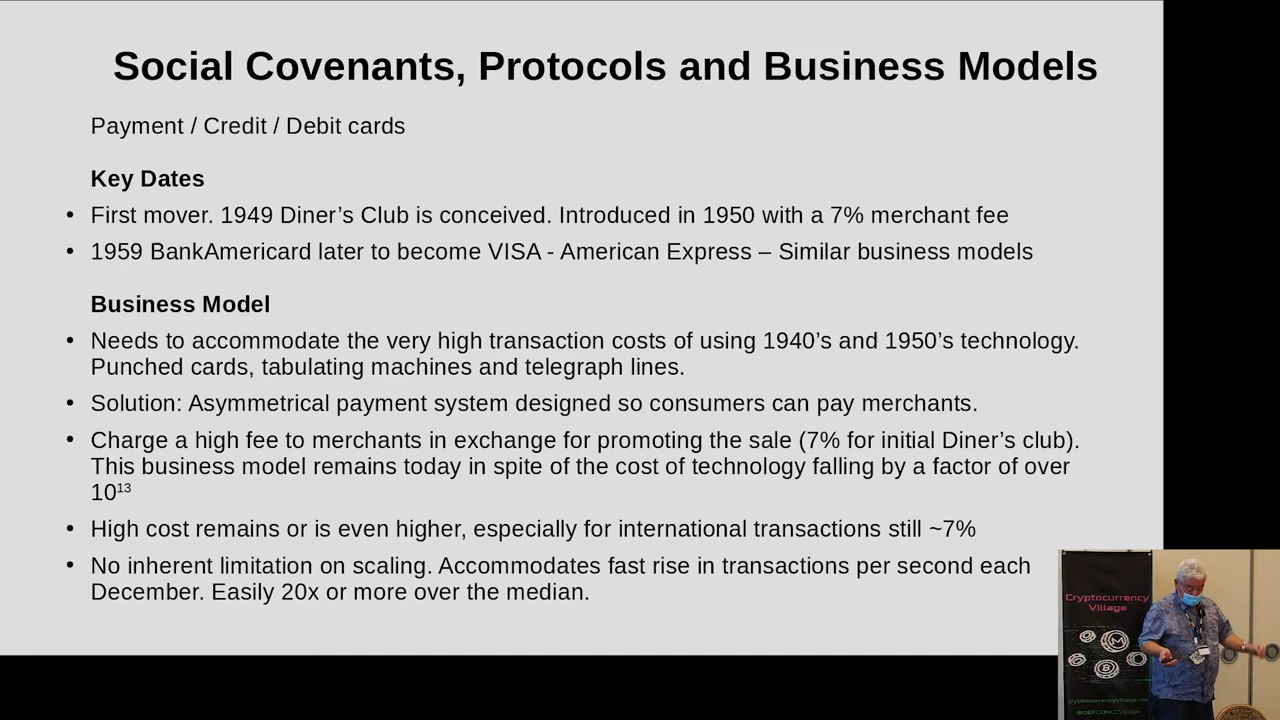 Social Covenants, Protocols and Business Models
Payment / Credit / Debit cards
Key Dates
• First mover. 1949 Diner’s Club is conceived. Introduced in 1950 with a 7% merchant fee
• 1959 BankAmericard later to become VISA - American Express – Similar business models
Business Model
• Needs to accommodate the very high transaction costs of using 1940’s and 1950’s technology.
Punched cards, tabulating machines and telegraph lines.
• Solution: Asymmetrical payment system designed so consumers can pay merchants.
• Charge a high fee to merchants in exchange for promoting the sale (7% for initial Diner’s club).
This business model remains today in spite of the cost of technology falling by a factor of over
10¹³
• High cost remains or is even higher, especially for international transactions still ~7%
• No inherent limitation on scaling. Accommodates fast rise in transactions per second each
December. Easily 20x or more over the median.
Cryptocurrency
Village